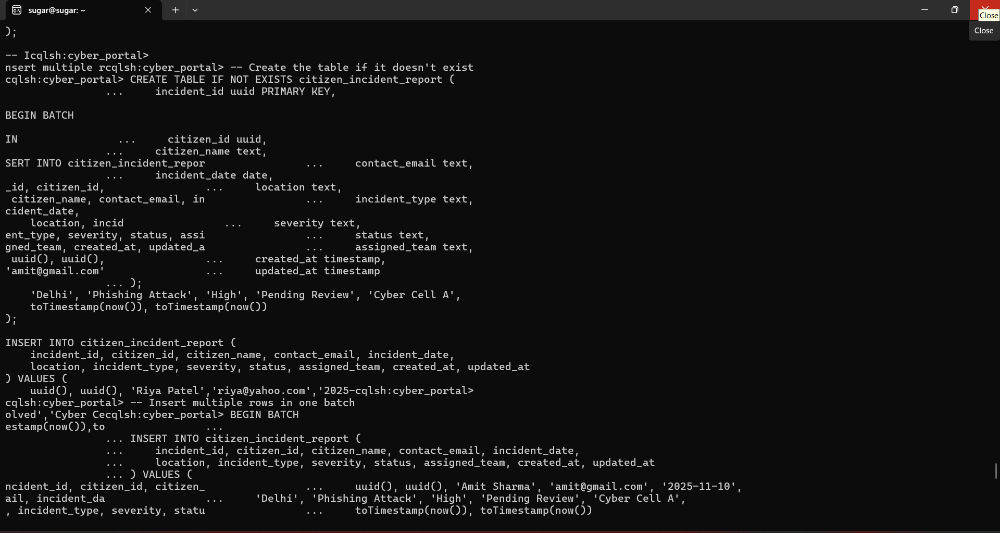 sugar@sugar: ~
Close
Close
);
-- Icqlsh:cyber_portal>
nsert multiple rcqlsh:cyber_portal> -- Create the table if it doesn't exist
cqlsh:cyber_portal> CREATE TABLE IF NOT EXISTS citizen_incident_report (
...     incident_id uuid PRIMARY KEY,
BEGIN BATCH
IN                ...     citizen_id uuid,
...     citizen_name text,
SERT INTO citizen_incident_repor                ...     contact_email text,
...     incident_date date,
_id, citizen_id,                ...     location text,
citizen_name, contact_email, in                ...     incident_type text,
cident_date,
location, incid                ...     severity text,
ent_type, severity, status, assi                ...     status text,
gned_team, created_at, updated_a                ...     assigned_team text,
uuid(), uuid(),                ...     created_at timestamp,
'amit@gmail.com'                ...     updated_at timestamp
... );
'Delhi', 'Phishing Attack', 'High', 'Pending Review', 'Cyber Cell A',
toTimestamp(now()), toTimestamp(now())
);
INSERT INTO citizen_incident_report (
incident_id, citizen_id, citizen_name, contact_email, incident_date,
location, incident_type, severity, status, assigned_team, created_at, updated_at
) VALUES (
uuid(), uuid(), 'Riya Patel','riya@yahoo.com','2025-cqlsh:cyber_portal>
cqlsh:cyber_portal> -- Insert multiple rows in one batch
olved','Cyber Cecqlsh:cyber_portal> BEGIN BATCH
estamp(now()),to                ...
... INSERT INTO citizen_incident_report (
...     incident_id, citizen_id, citizen_name, contact_email, incident_date,
...     location, incident_type, severity, status, assigned_team, created_at, updated_at
... ) VALUES (
ncident_id, citizen_id, citizen_                ...     uuid(), uuid(), 'Amit Sharma', 'amit@gmail.com', '2025-11-10',
ail, incident_da                ...     'Delhi', 'Phishing Attack', 'High', 'Pending Review', 'Cyber Cell A',
, incident_type, severity, statu                ...     toTimestamp(now()), toTimestamp(now())